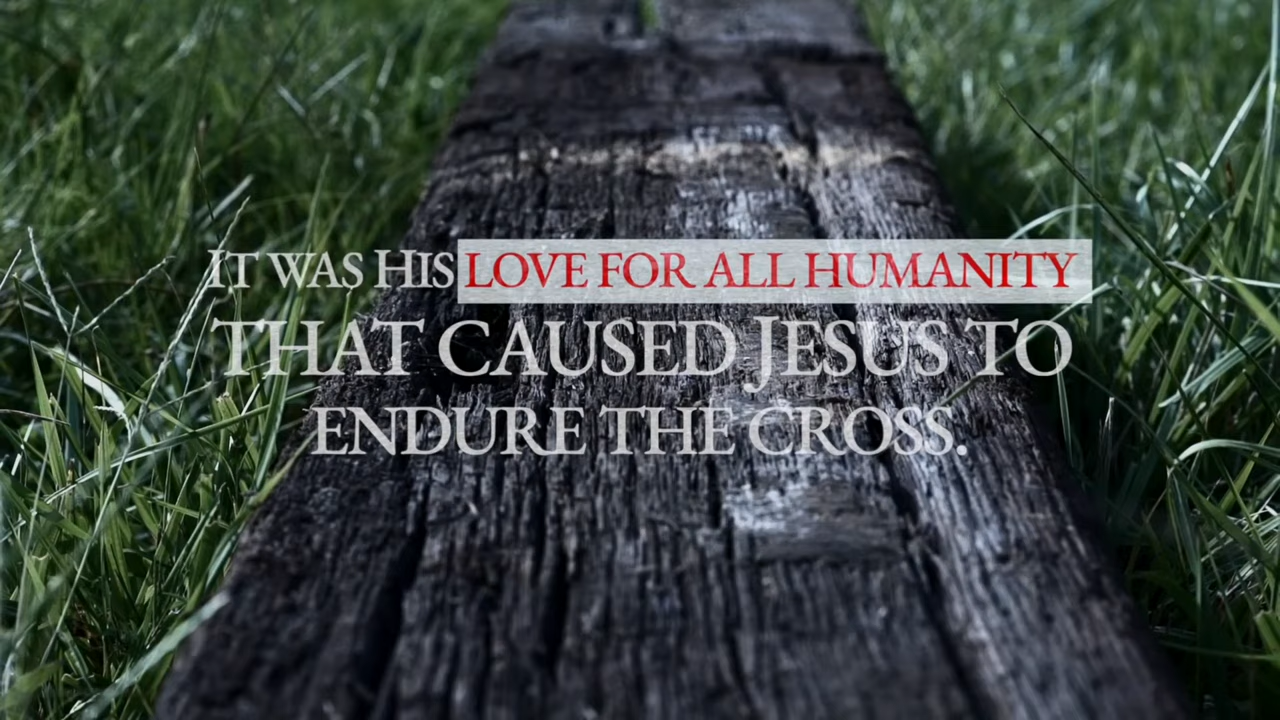 IT WAS HIS LOVE FOR ALL HUMANITY
THAT CAUSED JESUS TO
ENDURE THE CROSS.